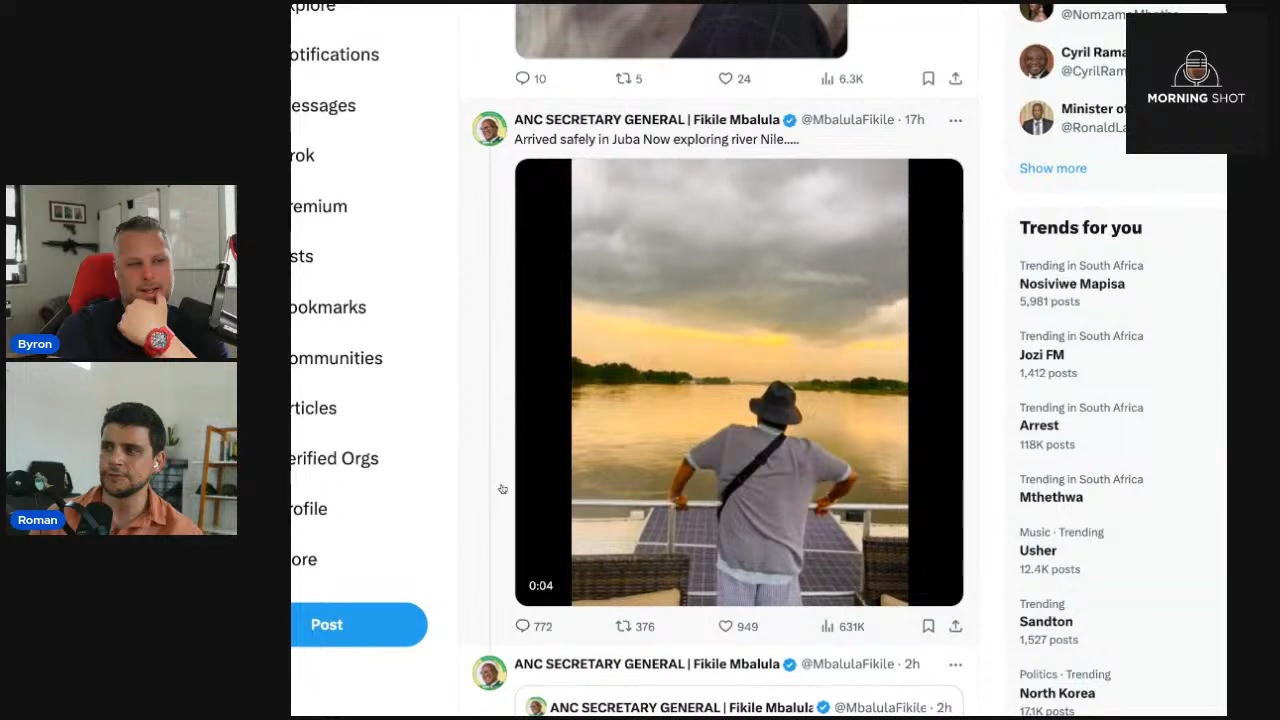 xplore
otifications
essages
rok
remium
sts
ookmarks
ommunities
rticles
erified Orgs
rofile
ore
Post
Byron
Roman
10
5
24
6.3K
ANC SECRETARY GENERAL | Fikile Mbalula @MbalulaFikile · 17h
Arrived safely in Juba Now exploring river Nile.....
0:04
772
376
949
631K
ANC SECRETARY GENERAL | Fikile Mbalula @MbalulaFikile · 2h
ANC SECRETARY GENERAL | Fikile Mbalula @MbalulaFikile · 2h
Cyril Rama
@CyrilRam
Minister of
@RonaldLa
MORNING SHOT
Show more
Trends for you
Trending in South Africa
Nosiviwe Mapisa
5,981 posts
Trending in South Africa
Jozi FM
1,412 posts
Trending in South Africa
Arrest
118K posts
Trending in South Africa
Mthethwa
Music · Trending
Usher
12.4K posts
Trending
Sandton
1,527 posts
Politics · Trending
North Korea
17.1K posts